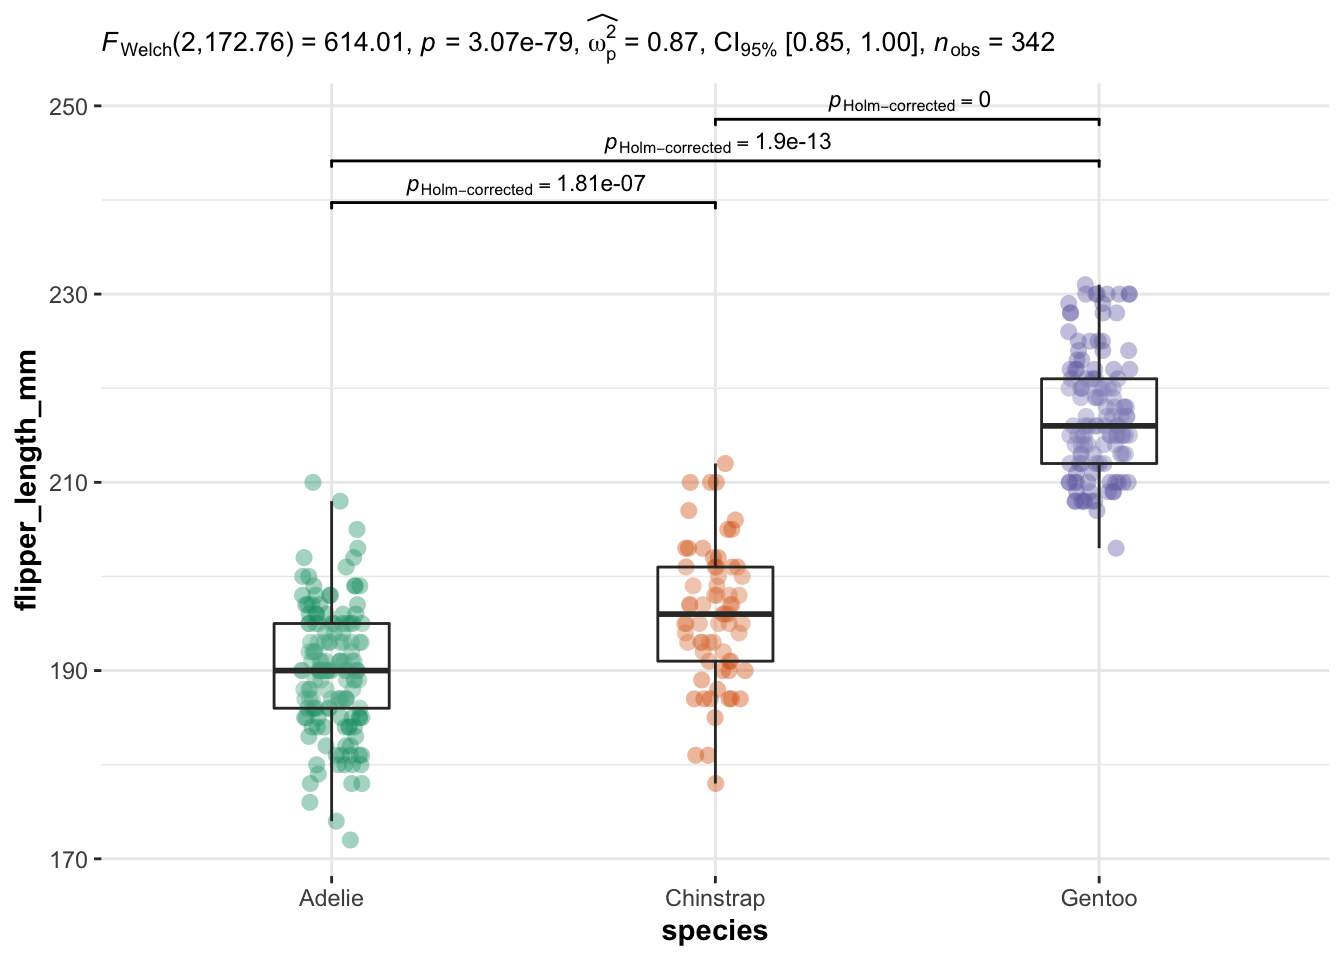 F Welch(2,172.76) = 614.01, p = 3.07e-79, ω̂²p = 0.87, CI95% [0.85, 1.00], nobs = 342
250
pHolm−corrected = 0
pHolm−corrected = 1.9e-13
pHolm−corrected = 1.81e-07
230
210
190
170
flipper_length_mm
Adelie Chinstrap Gentoo
species